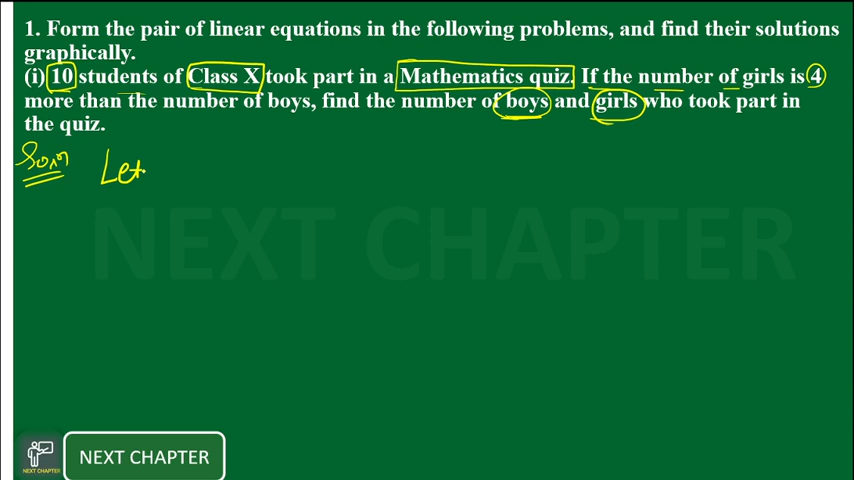 1. Form the pair of linear equations in the following problems, and find their solutions
graphically.
(i) 10 students of Class X took part in a Mathematics quiz. If the number of girls is 4
more than the number of boys, find the number of boys and girls who took part in
the quiz.
Soln Let
NEXT CHAPTER
NEXT CHAPTER
NEXT CHAPTER